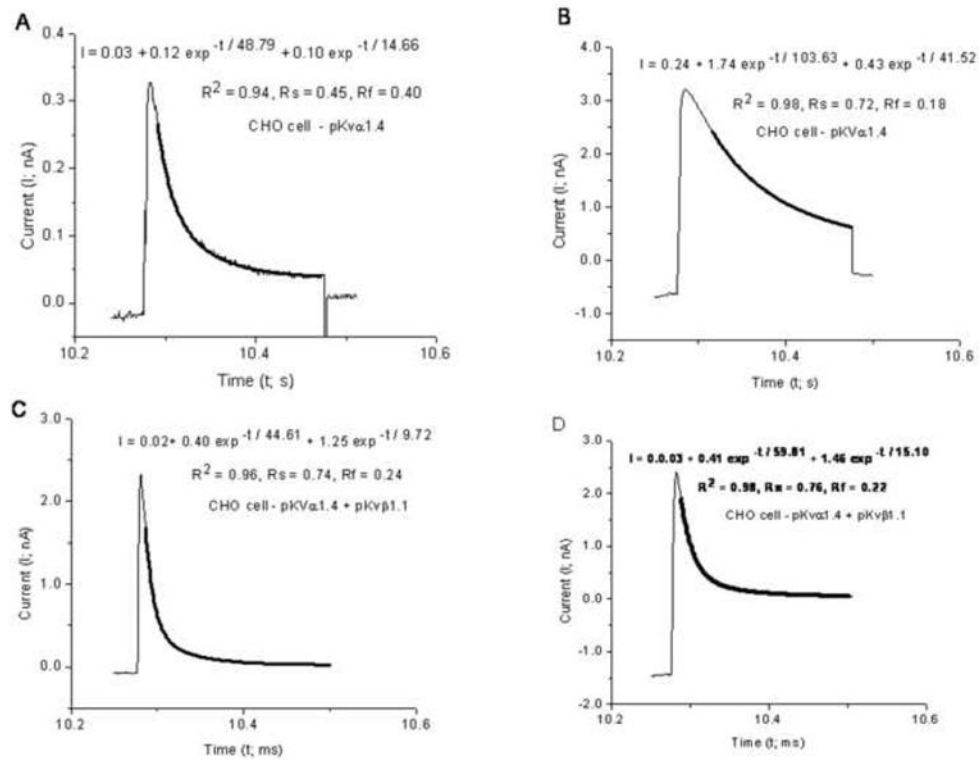 A
I = 0.03 + 0.12 exp -t / 48.79 + 0.10 exp -t / 14.66
R2 = 0.94, Rs = 0.45, Rf = 0.40
CHO cell - pKvα1.4
0.4
0.3
0.2
0.1
0.0
Current (I; nA)
10.2
10.4
10.6
Time (t; s)
B
I = 0.24 + 1.74 exp -t / 103.63 + 0.43 exp -t / 41.52
R2 = 0.98, Rs = 0.72, Rf = 0.18
CHO cell - pKVα1.4
4.0
3.0
2.0
1.0
0.0
-1.0
Current (I; nA)
10.2
10.4
10.6
Time (t; s)
C
I = 0.02+ 0.40 exp -t / 44.61 + 1.25 exp -t / 9.72
R2 = 0.96, Rs = 0.74, Rf = 0.24
CHO cell- pKVα1.4 + pKvβ1.1
3.0
2.0
1.0
0.0
Current (I; nA)
10.2
10.4
10.6
Time (t; ms)
D
I = 0.0.03 + 0.41 exp -t / 59.81 + 1.46 exp -t / 15.10
R2 = 0.98, Rs = 0.76, Rf = 0.22
CHO cell - pKvα1.4 + pKvβ1.1
3.0
2.0
1.0
0.0
-1.0
-2.0
Current (I; nA)
10.2
10.4
10.6
Time (t; ms)